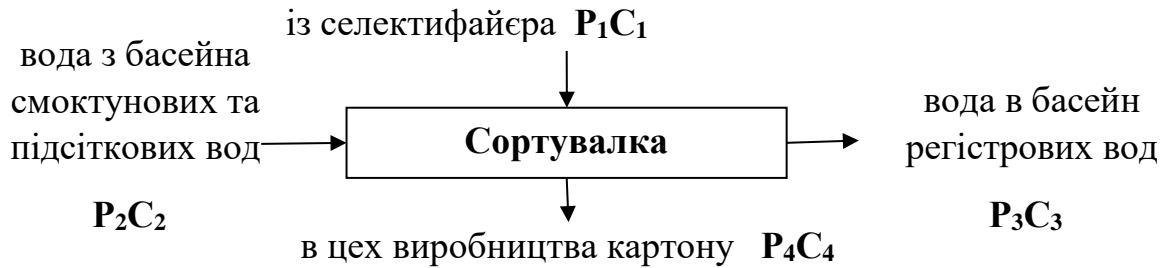 із селектифайєра P₁C₁
вода з басейна
смоктунових та
підсіткових вод
P₂C₂
Сортувалка
вода в басейн
регістрових вод
P₃C₃
в цех виробництва картону P₄C₄